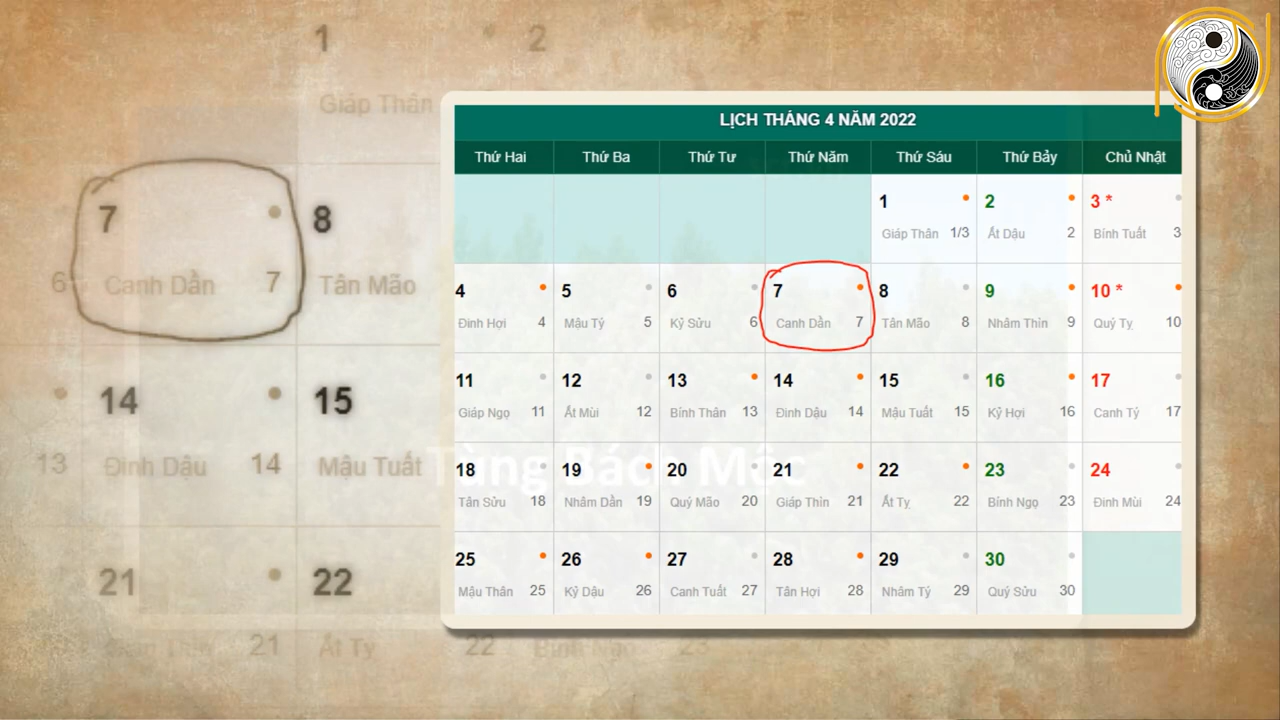 LỊCH THÁNG 4 NĂM 2022
Thứ Hai Thứ Ba Thứ Tư Thứ Năm Thứ Sáu Thứ Bảy Chủ Nhật
1 2 3 *
Giáp Thân 1/3 Ất Dậu 2 Bính Tuất 3
4 5 6 7 8 9 10 *
Đinh Hợi 4 Mậu Tý 5 Kỷ Sửu 6 Canh Dần 7 Tân Mão 8 Nhâm Thìn 9 Quý Tỵ 10
11 12 13 14 15 16 17
Giáp Ngọ 11 Ất Mùi 12 Bính Thân 13 Đinh Dậu 14 Mậu Tuất 15 Kỷ Hợi 16 Canh Tý 17
18 19 20 21 22 23 24
Tân Sửu 18 Nhâm Dần 19 Quý Mão 20 Giáp Thìn 21 Ất Tỵ 22 Bính Ngọ 23 Đinh Mùi 24
25 26 27 28 29 30
Mậu Thân 25 Kỷ Dậu 26 Canh Tuất 27 Tân Hợi 28 Nhâm Tý 29 Quý Sửu 30
Tùng Bách Mộc
1 2
Giáp Thân
7 8
6 Canh Dần 7 Tân Mão
14 15
13 Đinh Dậu 14 Mậu Tuất
21 22
Giáp Thìn 21 Ất Tỵ 22 Bính Ngọ 23